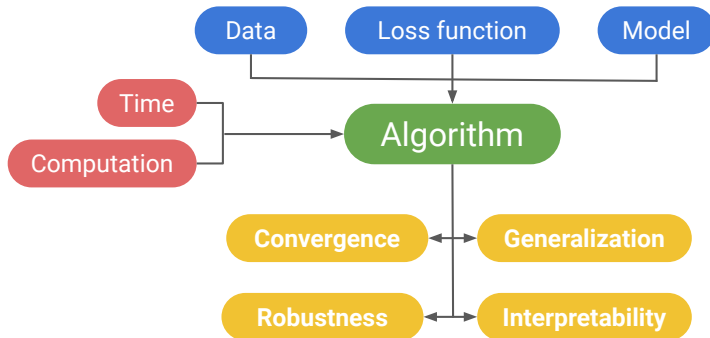 Data
Loss function
Model
Time
Algorithm
Computation
Convergence
Generalization
Robustness
Interpretability